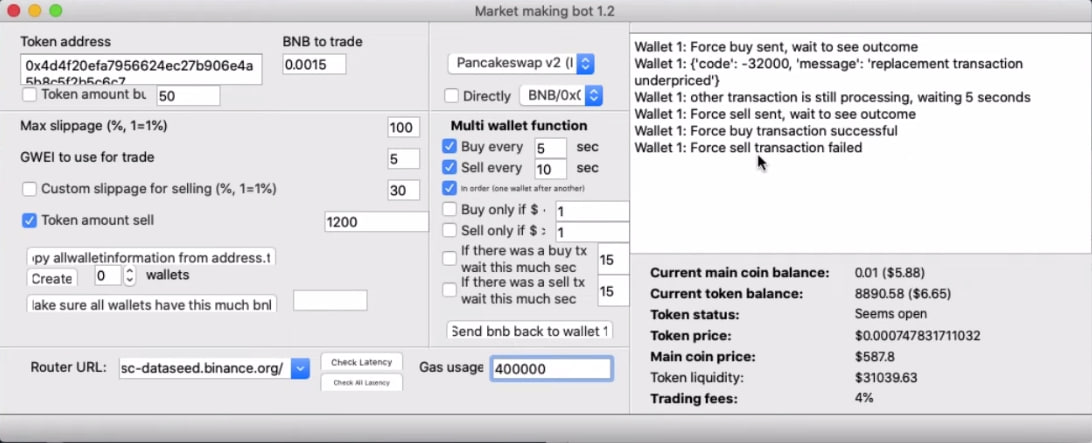 Market making bot 1.2
Token address
BNB to trade
0x4d4f20efa7956624ec27b906e4a
0.0015
Token amount bu
50
Max slippage (%, 1=1%)
100
GWEI to use for trade
5
Custom slippage for selling (%, 1=1%)
30
Token amount sell
1200
py allwalletinformation from address.t
Create
0
wallets
ake sure all wallets have this much bnl
Router URL:
sc-dataseed.binance.org/
Check Latency
Check All Latency
Gas usage
400000
Pancakeswap v2 (
Directly
BNB/0x(
Multi wallet function
Buy every 5 sec
Sell every 10 sec
In order (one wallet after another)
Buy only if $
1
Sell only if $ :
1
If there was a buy tx
wait this much sec
15
If there was a sell tx
wait this much sec
15
Send bnb back to wallet 1
Wallet 1: Force buy sent, wait to see outcome
Wallet 1: {'code': -32000, 'message': 'replacement transaction
underpriced'}
Wallet 1: other transaction is still processing, waiting 5 seconds
Wallet 1: Force sell sent, wait to see outcome
Wallet 1: Force buy transaction successful
Wallet 1: Force sell transaction failed
Current main coin balance: 0.01 ($5.88)
Current token balance: 8890.58 ($6.65)
Token status: Seems open
Token price: $0.000747831711032
Main coin price: $587.8
Token liquidity: $31039.63
Trading fees: 4%